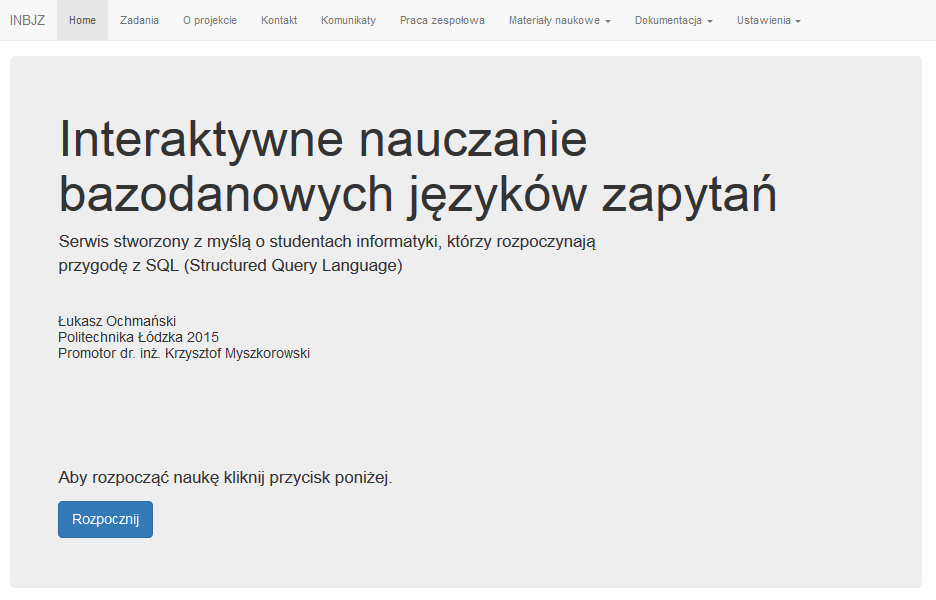 INBJZ Home Zadania O projekcie Kontakt Komunikaty Praca zespołowa Materiały naukowe Dokumentacja Ustawienia
Interaktywne nauczanie
bazodanowych języków zapytań
Serwis stworzony z myślą o studentach informatyki, którzy rozpoczynają
przygodę z SQL (Structured Query Language)
Łukasz Ochmański
Politechnika Łódzka 2015
Promotor dr. inż. Krzysztof Myszkorowski
Aby rozpocząć naukę kliknij przycisk poniżej.
Rozpocznij